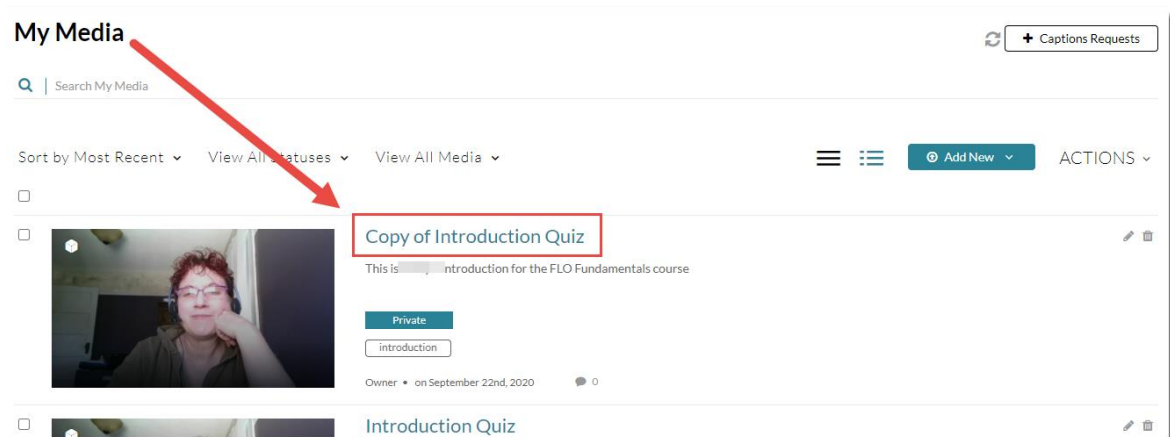 My Media
+ Captions Requests
Search My Media
Sort by Most Recent View All Statuses View All Media Add New ACTIONS
Copy of Introduction Quiz
This is ntroduction for the FLO Fundamentals course
Private
introduction
Owner • on September 22nd, 2020 0
Introduction Quiz